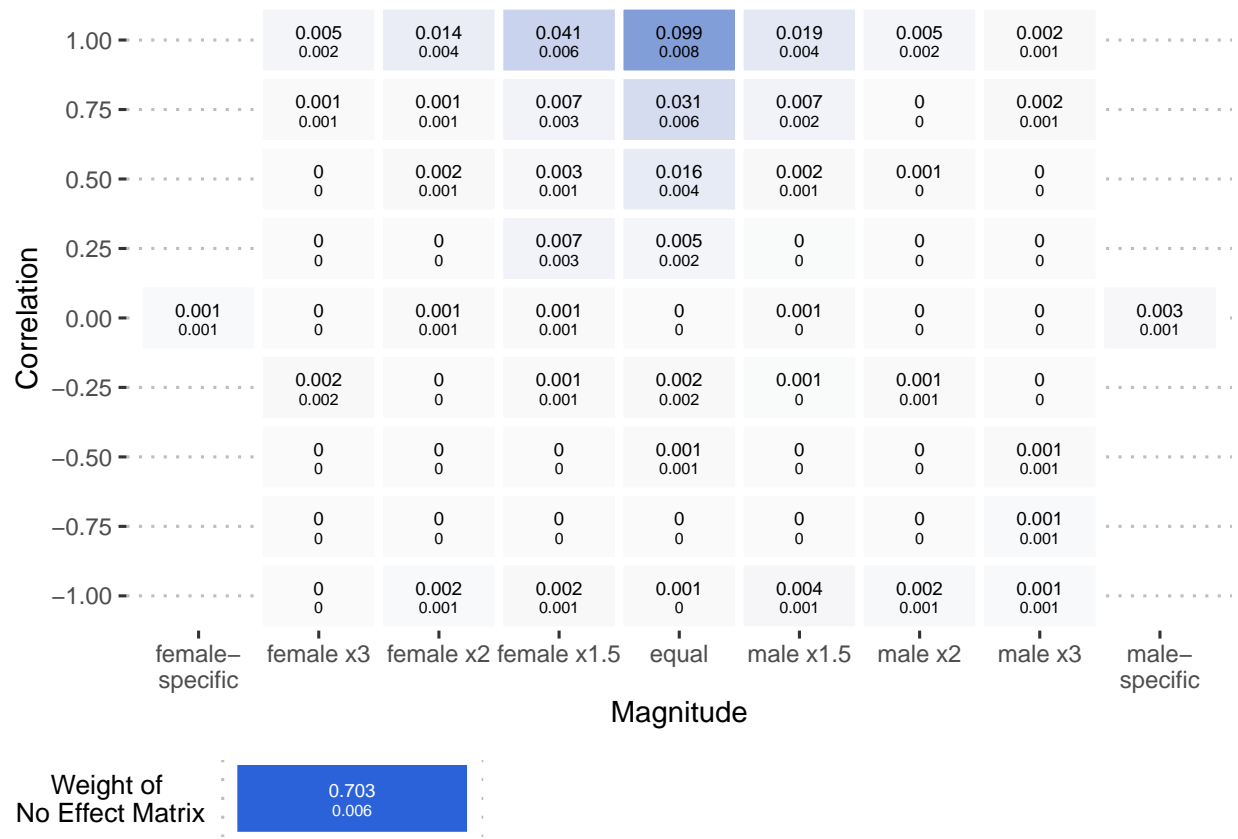 1.00 0.005 0.014 0.041 0.099 0.019 0.005 0.002
0.002 0.004 0.006 0.008 0.004 0.002 0.001
0.75 0.001 0.001 0.007 0.031 0.007 0 0.002
0.001 0.001 0.003 0.006 0.002 0 0.001
0.50 0 0.002 0.003 0.016 0.002 0.001 0
0 0.001 0.001 0.004 0.001 0 0
0.25 0 0 0.007 0.005 0 0 0
0 0 0.003 0.002 0 0 0
0.00 0.001 0 0.001 0.001 0 0.001 0 0 0.003
0.001 0 0.001 0.001 0 0 0 0 0.001
−0.25 0.002 0 0.001 0.002 0.001 0.001 0
0.002 0 0.001 0.002 0 0.001 0
−0.50 0 0 0 0.001 0 0 0.001
0 0 0 0.001 0 0 0.001
−0.75 0 0 0 0 0 0 0.001
0 0 0 0 0 0 0.001
−1.00 0 0.002 0.002 0.001 0.004 0.002 0.001
0 0.001 0.001 0 0.001 0.001 0.001
Correlation
female− female x3 female x2 female x1.5 equal male x1.5 male x2 male x3 male−
specific specific
Magnitude
Weight of
No Effect Matrix
0.703
0.006